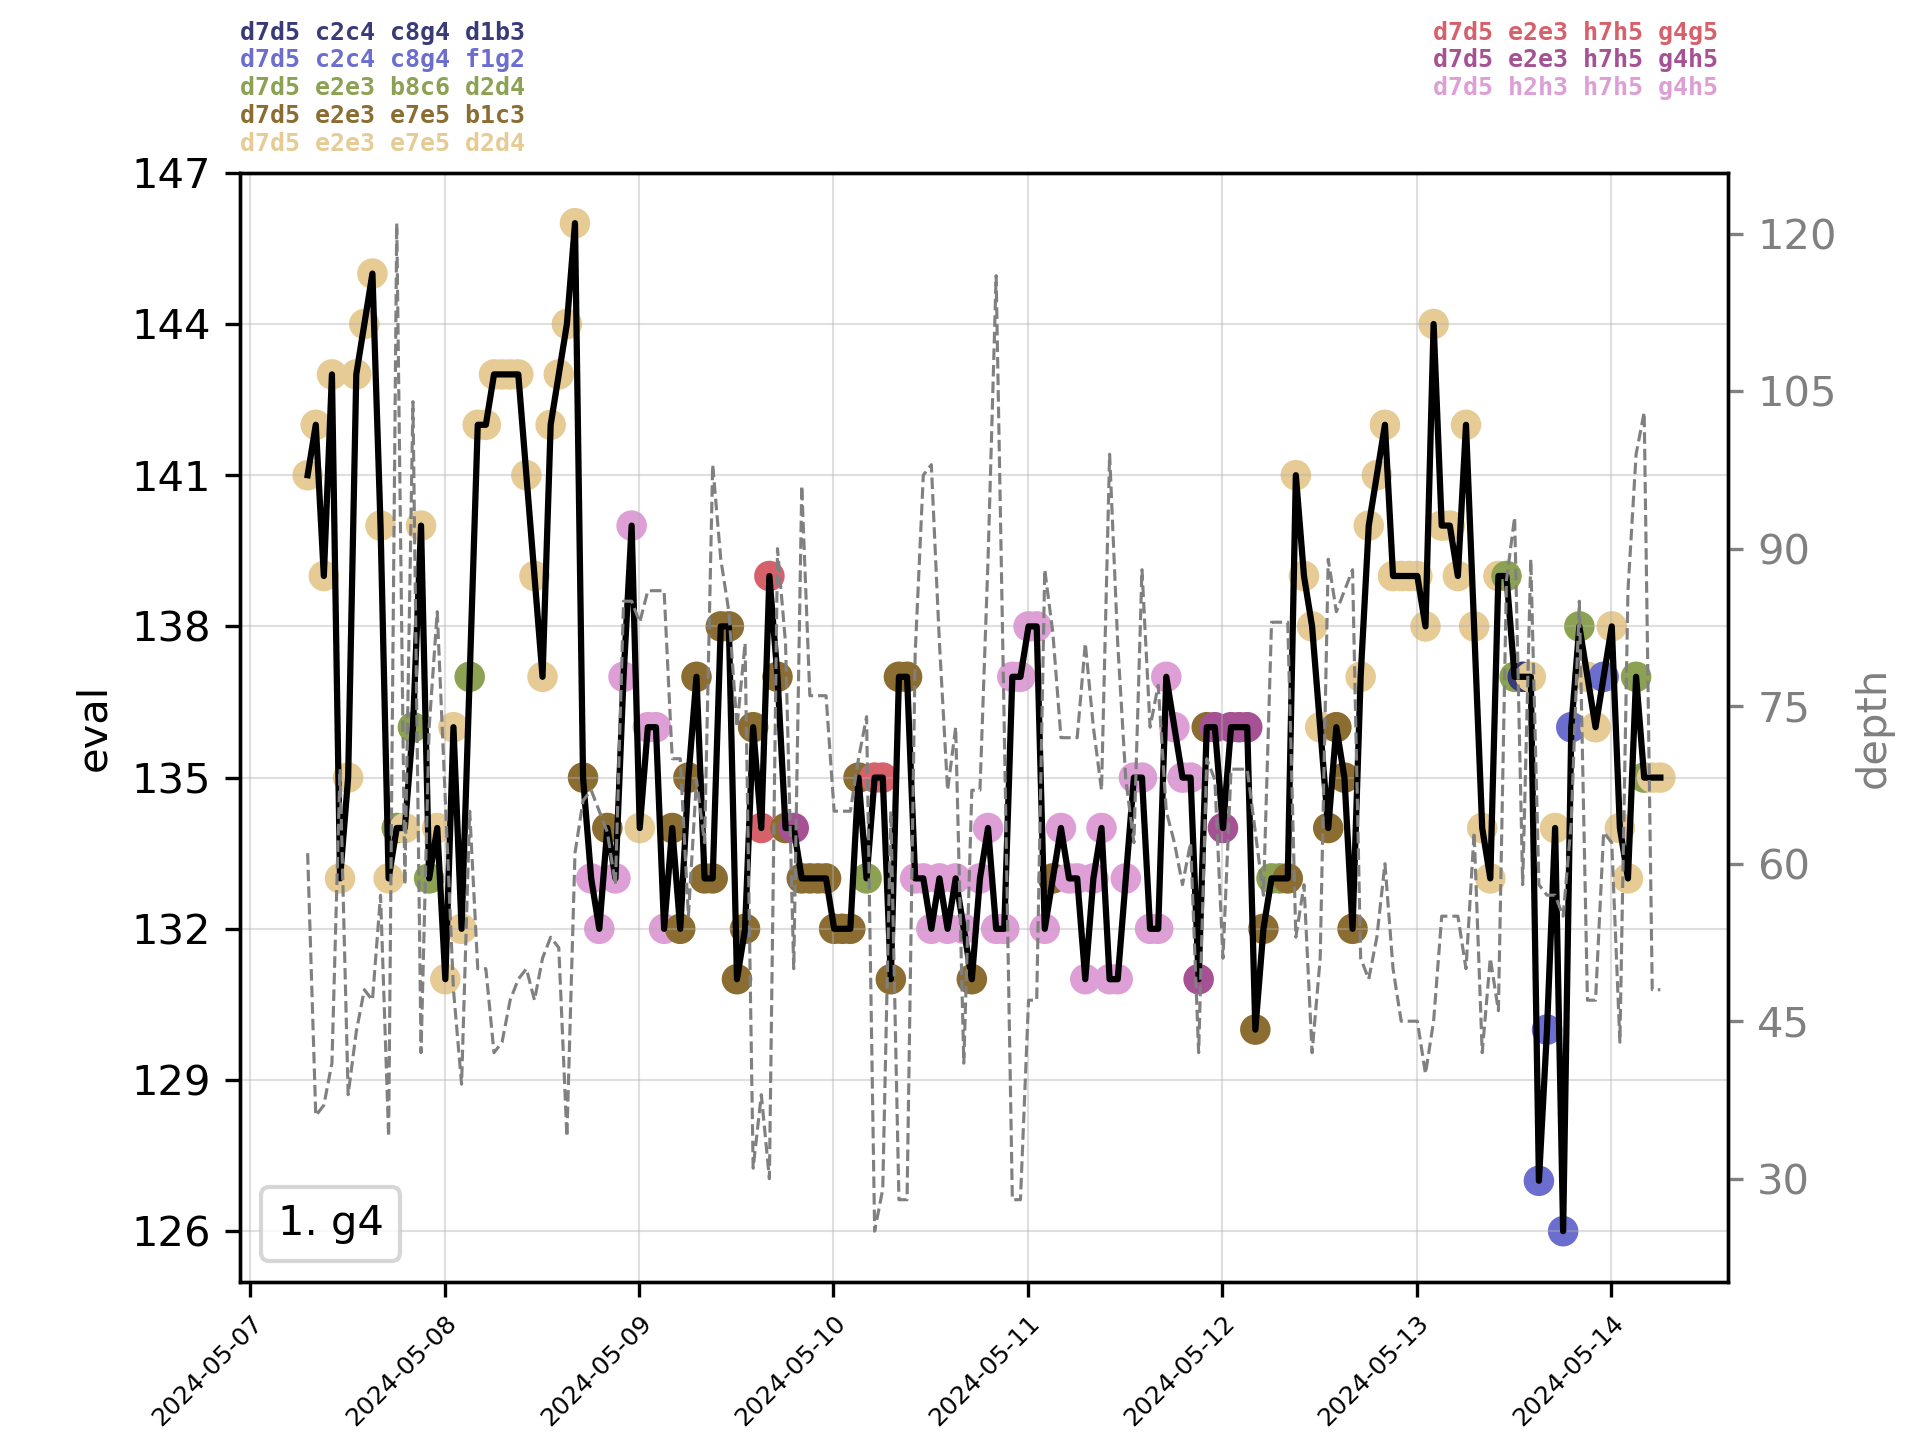 d7d5 c2c4 c8g4 d1b3
d7d5 c2c4 c8g4 f1g2
d7d5 e2e3 b8c6 d2d4
d7d5 e2e3 e7e5 b1c3
d7d5 e2e3 e7e5 d2d4
d7d5 e2e3 h7h5 g4g5
d7d5 e2e3 h7h5 g4h5
d7d5 h2h3 h7h5 g4h5
147
144
141
138
135
132
129
126
eval
120
105
90
75
60
45
30
depth
1. g4
2024-05-07
2024-05-08
2024-05-09
2024-05-10
2024-05-11
2024-05-12
2024-05-13
2024-05-14